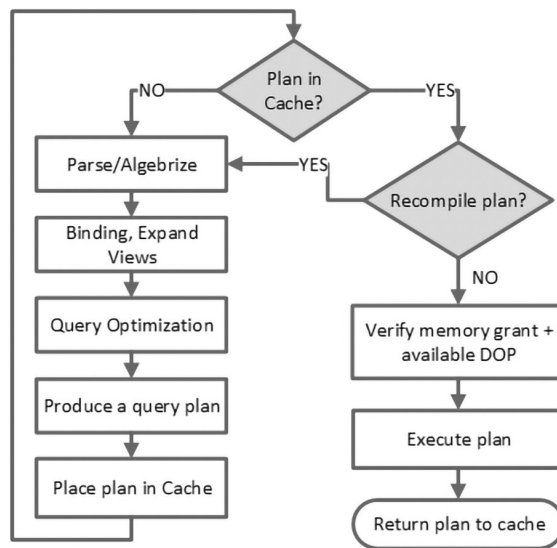 Plan in
Cache?
NO
YES
Parse/Algebrize
YES
Recompile plan?
Binding, Expand
Views
NO
Query Optimization
Verify memory grant +
available DOP
Produce a query plan
Execute plan
Place plan in Cache
Return plan to cache